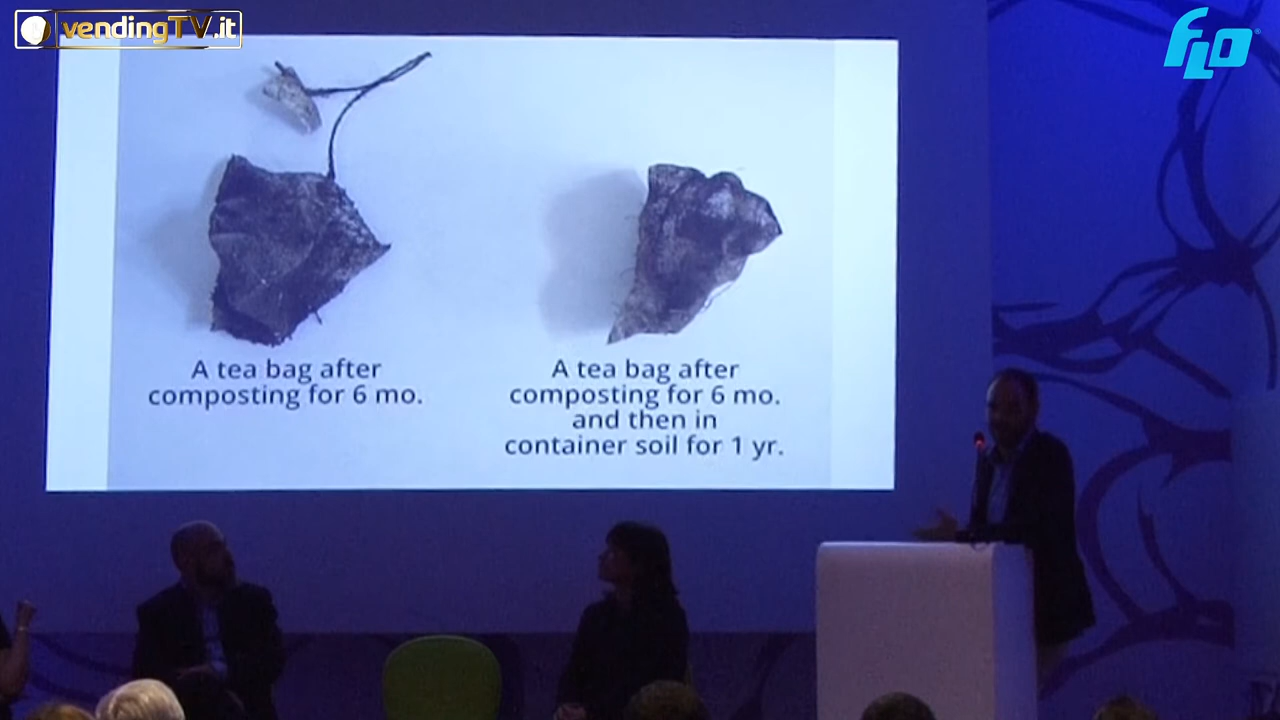 vendingTV.it
FLO
A tea bag after
composting for 6 mo.
A tea bag after
composting for 6 mo.
and then in
container soil for 1 yr.